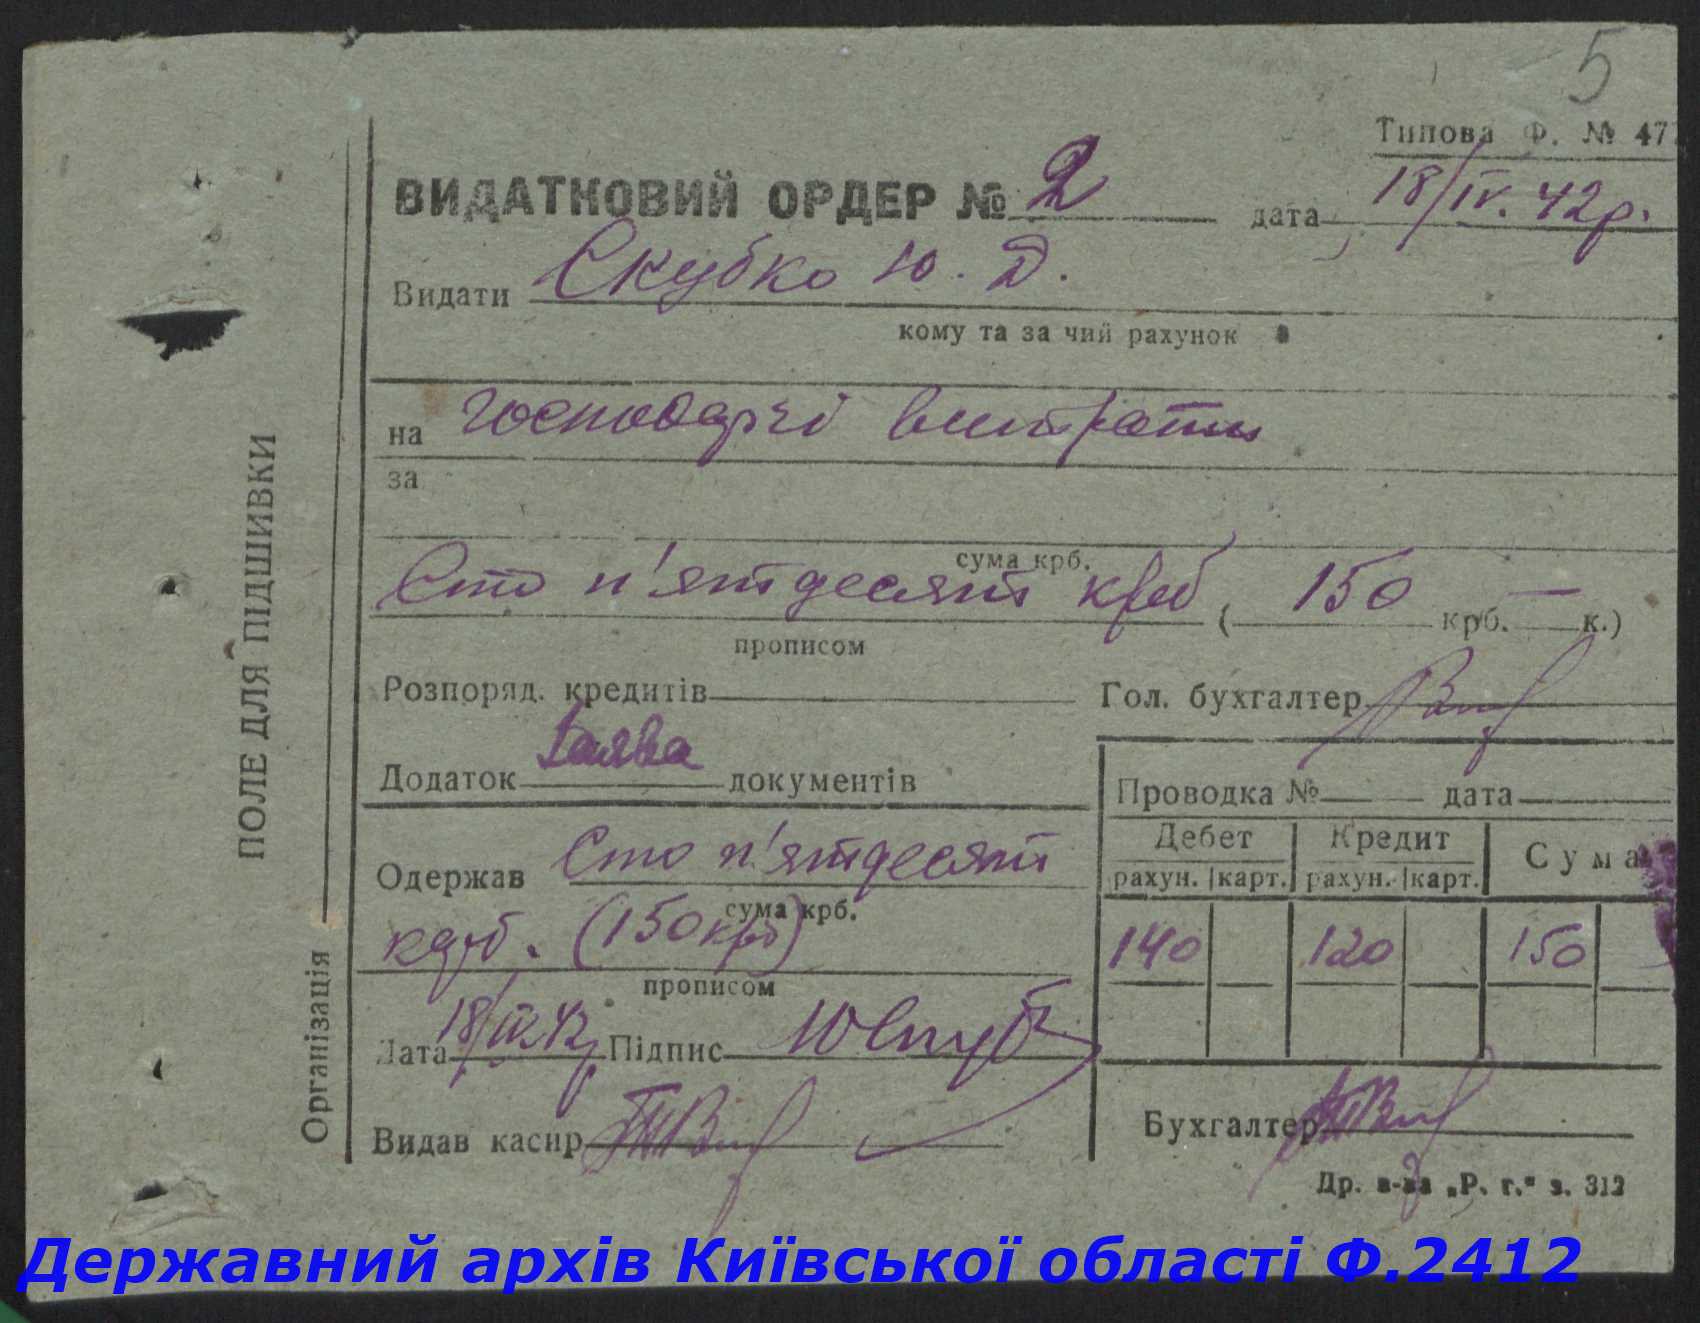 5
Типова Ф. № 47
ВИДАТКОВИЙ ОРДЕР № 2 дата 18/IV. 42р.
Видати Скубко Ю. Д.
кому та за чий рахунок
на господарчі витрати
за
сума крб.
Сто п'ятдесят крб ( 150 крб. — к.)
прописом
Розпоряд. кредитів Гол. бухгалтер
Додаток Заява документів
Проводка № дата
Дебет Кредит Сума
рахун. карт. рахун. карт.
140 120 150
Одержав Сто п'ятдесят
сума крб.
крб. (150 крб)
прописом
Дата 18/IV 42 Підпис
Видав касир
Бухгалтер
Др. в-ва „Р. г." з. 312
ПОЛЕ ДЛЯ ПІДШИВКИ
Організація
Державний архів Київської області Ф.2412